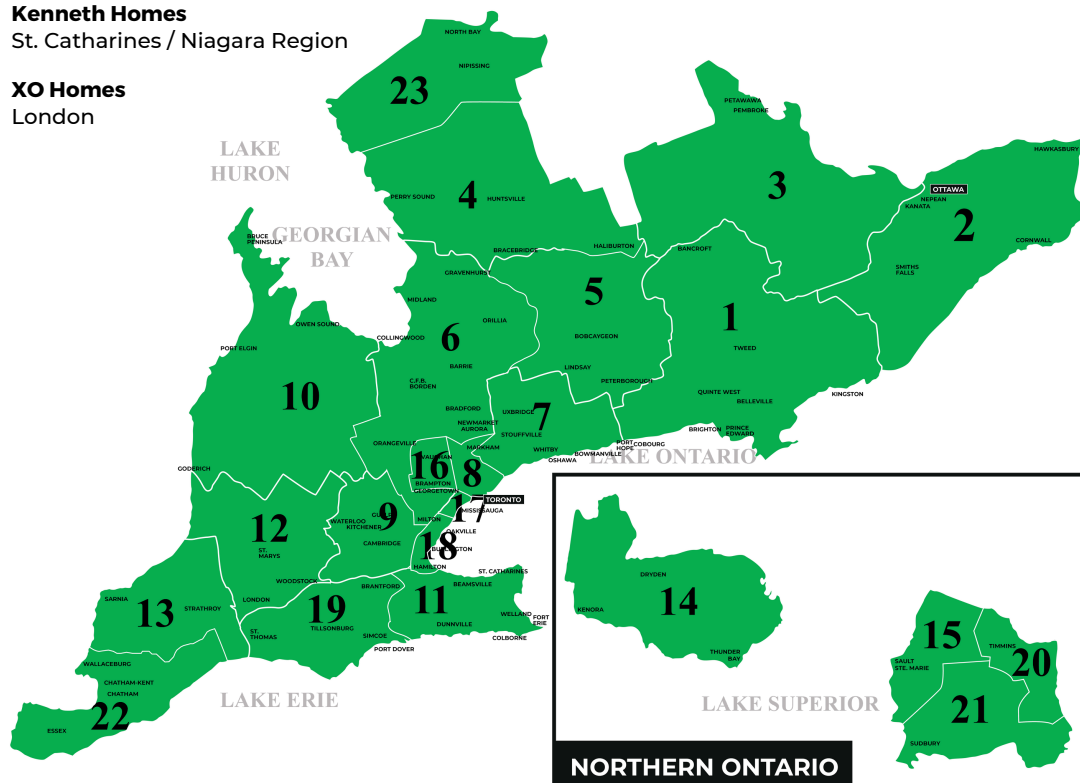 Kenneth Homes
St. Catharines / Niagara Region
XO Homes
London
NORTH BAY
NIPISSING
23
PETAWAWA
PEMBROKE
LAKE
HURON
HAWKASBURY
3
OTTAWA
NEPEAN
KANATA
2
PERRY SOUND
4
HUNTSVILLE
BRUCE
PENINSULA
GEORGIAN
BAY
CORNWALL
BRACEBRIDGE
HALIBURTON
BANCROFT
GRAVENHURST
SMITHS
FALLS
5
MIDLAND
ORILLIA
1
OWEN SOUND
COLLINGWOOD
6
BOBCAYGEON
PORT ELGIN
TWEED
BARRIE
LINDSAY
C.F.B.
BORDEN
PETERBOROUGH
10
QUINTE WEST
BELLEVILLE
KINGSTON
BRADFORD
UXBRIDGE
7
NEWMARKET
AURORA
STOUFFVILLE
BRIGHTON
PRINCE
EDWARD
ORANGEVILLE
MARKHAM
WHITBY
PORT
HOPE
COBOURG
BOWMANVILLE
OSHAWA
LAKE ONTARIO
VAUGHAN
16
8
GODERICH
BRAMPTON
GEORGETOWN
17
TORONTO
MISSISSAUGA
9
WATERLOO
KITCHENER
MILTON
12
OAKVILLE
CAMBRIDGE
18
BURLINGTON
ST.
MARYS
HAMILTON
ST. CATHARINES
WOODSTOCK
BRANTFORD
BEAMSVILLE
SARNIA
13
STRATHROY
LONDON
19
TILLSONBURG
11
WELLAND
FORT
ERIE
ST.
THOMAS
SIMCOE
DUNNVILLE
COLBORNE
PORT DOVER
WALLACEBURG
CHATHAM-KENT
CHATHAM
22
ESSEX
LAKE ERIE
DRYDEN
KENORA
14
THUNDER
BAY
15
TIMMINS
20
SAULT
STE. MARIE
LAKE SUPERIOR
21
SUDBURY
NORTHERN ONTARIO